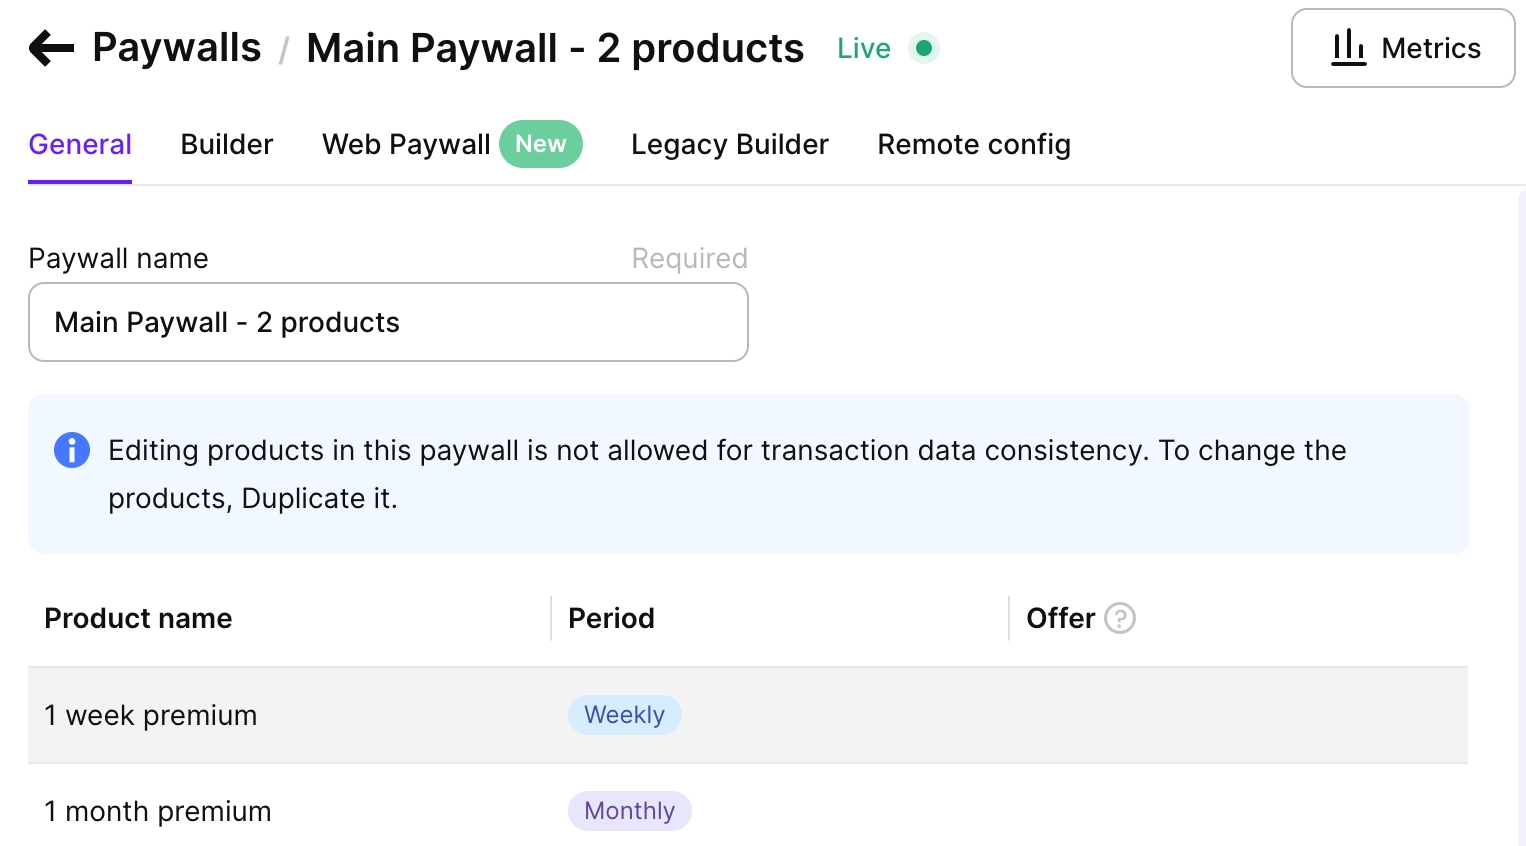 Paywalls / Main Paywall - 2 products Live Metrics
General Builder Web Paywall New Legacy Builder Remote config
Paywall name Required
Main Paywall - 2 products
Editing products in this paywall is not allowed for transaction data consistency. To change the
products, Duplicate it.
Product name Period Offer ?
1 week premium Weekly
1 month premium Monthly